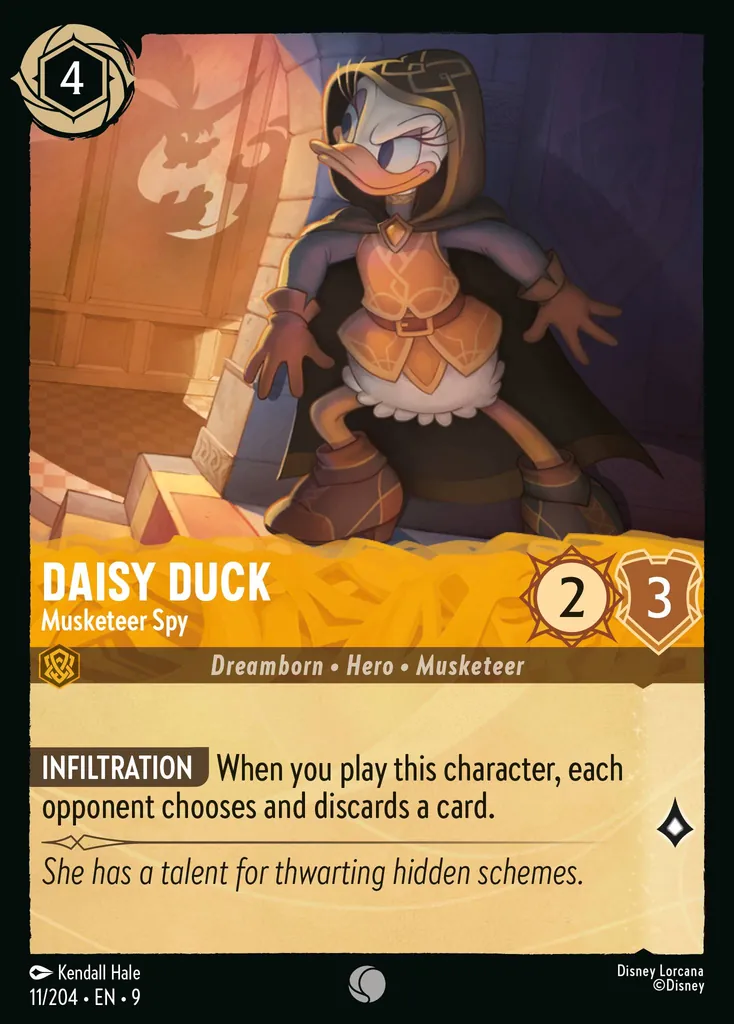 4
DAISY DUCK
Musketeer Spy
2
3
Dreamborn • Hero • Musketeer
INFILTRATION When you play this character, each
opponent chooses and discards a card.
She has a talent for thwarting hidden schemes.
Kendall Hale
11/204 • EN • 9
Disney Lorcana
©Disney